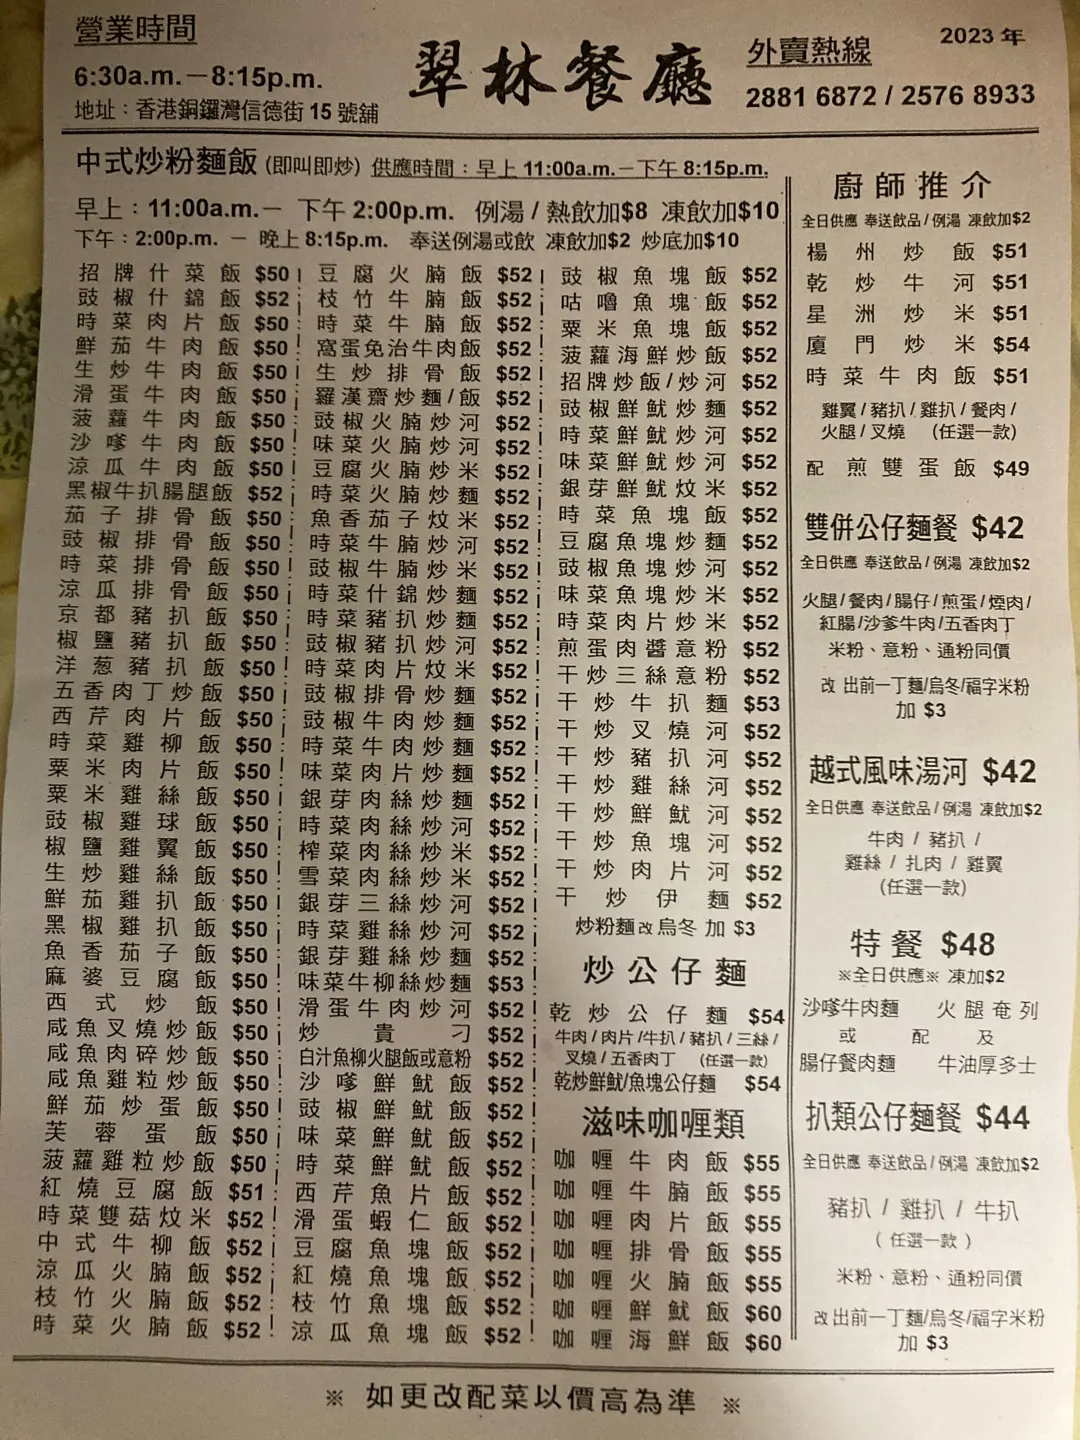 營業時間
6:30a.m.－8:15p.m.
地址：香港銅鑼灣信德街 15 號舖
翠林餐廳
2023 年
外賣熱線
2881 6872 / 2576 8933
中式炒粉麵飯 (即叫即炒) 供應時間：早上 11:00a.m.－下午 8:15p.m.
早上：11:00a.m.－ 下午 2:00p.m. 例湯 / 熱飲加$8 凍飲加$10
下午：2:00p.m. － 晚上 8:15p.m. 奉送例湯或飲 凍飲加$2 炒底加$10
招牌什菜飯 $50
豉椒什錦飯 $52
時菜肉片飯 $50
鮮茄牛肉飯 $50
生炒牛肉飯 $50
滑蛋牛肉飯 $50
菠蘿牛肉飯 $50
沙嗲牛肉飯 $50
涼瓜牛肉飯 $50
黑椒牛扒腸腿飯 $52
茄子排骨飯 $50
豉椒排骨飯 $50
時菜排骨飯 $50
涼瓜排骨飯 $50
京都豬扒飯 $50
椒鹽豬扒飯 $50
洋葱豬扒飯 $50
五香肉丁炒飯 $50
西芹肉片飯 $50
時菜雞柳飯 $50
粟米肉片飯 $50
粟米雞絲飯 $50
豉椒雞球飯 $50
椒鹽雞翼飯 $50
生炒雞絲飯 $50
鮮茄雞扒飯 $50
黑椒雞扒飯 $50
魚香茄子飯 $50
麻婆豆腐飯 $50
西式炒飯 $50
咸魚叉燒炒飯 $50
咸魚肉碎炒飯 $50
咸魚雞粒炒飯 $50
鮮茄炒蛋飯 $50
芙蓉蛋飯 $50
菠蘿雞粒炒飯 $50
紅燒豆腐飯 $51
時菜雙菇炆米 $52
中式牛柳飯 $52
涼瓜火腩飯 $52
枝竹火腩飯 $52
時菜火腩飯 $52
豆腐火腩飯 $52
枝竹牛腩飯 $52
時菜牛腩飯 $52
窩蛋免治牛肉飯 $52
生炒排骨飯 $52
羅漢齋炒麵/飯 $52
豉椒火腩炒河 $52
味菜火腩炒河 $52
豆腐火腩炒米 $52
時菜火腩炒麵 $52
魚香茄子炆米 $52
時菜牛腩炒河 $52
豉椒牛腩炒米 $52
時菜什錦炒麵 $52
時菜豬扒炒麵 $52
豉椒豬扒炒河 $52
時菜肉片炆米 $52
豉椒排骨炒麵 $52
豉椒牛肉炒麵 $52
時菜牛肉炒麵 $52
味菜肉片炒麵 $52
銀芽肉絲炒麵 $52
時菜肉絲炒河 $52
榨菜肉絲炒米 $52
雪菜肉絲炒米 $52
銀芽三絲炒河 $52
時菜雞絲炒河 $52
銀芽雞絲炒河 $52
味菜牛柳絲炒麵 $53
滑蛋牛肉炒河 $52
炒貴刁 $52
白汁魚柳火腿飯或意粉 $52
沙嗲鮮魷飯 $52
豉椒鮮魷飯 $52
味菜鮮魷飯 $52
時菜鮮魷飯 $52
西芹魚片飯 $52
滑蛋蝦仁飯 $52
豆腐魚塊飯 $52
紅燒魚塊飯 $52
枝竹魚塊飯 $52
涼瓜魚塊飯 $52
豉椒魚塊飯 $52
咕嚕魚塊飯 $52
粟米魚塊飯 $52
菠蘿海鮮炒飯 $52
招牌炒飯/炒河 $52
豉椒鮮魷炒麵 $52
時菜鮮魷炒河 $52
味菜鮮魷炒河 $52
銀芽鮮魷炆米 $52
時菜魚塊飯 $52
豆腐魚塊炒麵 $52
豉椒魚塊炒河 $52
味菜魚塊炒米 $52
時菜肉片炒米 $52
煎蛋肉醬意粉 $52
干炒三絲意粉 $52
干炒牛扒麵 $53
干炒叉燒河 $52
干炒豬扒河 $52
干炒雞絲河 $52
干炒鮮魷河 $52
干炒魚塊河 $52
干炒肉片河 $52
干炒伊麵 $52
炒粉麵改烏冬 加 $3
炒公仔麵
乾炒公仔麵 $54
牛肉 / 肉片 /牛扒 / 豬扒 / 三絲 /
叉燒 / 五香肉丁 (任選一款)
乾炒鮮魷/魚塊公仔麵 $54
滋味咖喱類
咖喱牛肉飯 $55
咖喱牛腩飯 $55
咖喱肉片飯 $55
咖喱排骨飯 $55
咖喱火腩飯 $55
咖喱鮮魷飯 $60
咖喱海鮮飯 $60
廚師推介
全日供應 奉送飲品 / 例湯 凍飲加$2
楊州炒飯 $51
乾炒牛河 $51
星洲炒米 $51
廈門炒米 $54
時菜牛肉飯 $51
雞翼 / 豬扒 / 雞扒 / 餐肉 /
火腿 / 叉燒 (任選一款)
配煎雙蛋飯 $49
雙併公仔麵餐 $42
全日供應 奉送飲品 / 例湯 凍飲加$2
火腿 / 餐肉 / 腸仔 / 煎蛋 / 煙肉 /
紅腸 /沙爹牛肉 / 五香肉丁
米粉、意粉、通粉同價
改 出前一丁麵/烏冬/福字米粉
加 $3
越式風味湯河 $42
全日供應 奉送飲品 / 例湯 凍飲加$2
牛肉 / 豬扒 /
雞絲 / 扎肉 / 雞翼
(任選一款)
特餐 $48
※全日供應※ 凍加$2
沙嗲牛肉麵 火腿奄列
或 配 及
腸仔餐肉麵 牛油厚多士
扒類公仔麵餐 $44
全日供應 奉送飲品 / 例湯 凍飲加$2
豬扒 / 雞扒 / 牛扒
( 任選一款 )
米粉、意粉、通粉同價
改 出前一丁麵/烏冬/福字米粉
加 $3
※ 如更改配菜以價高為準 ※